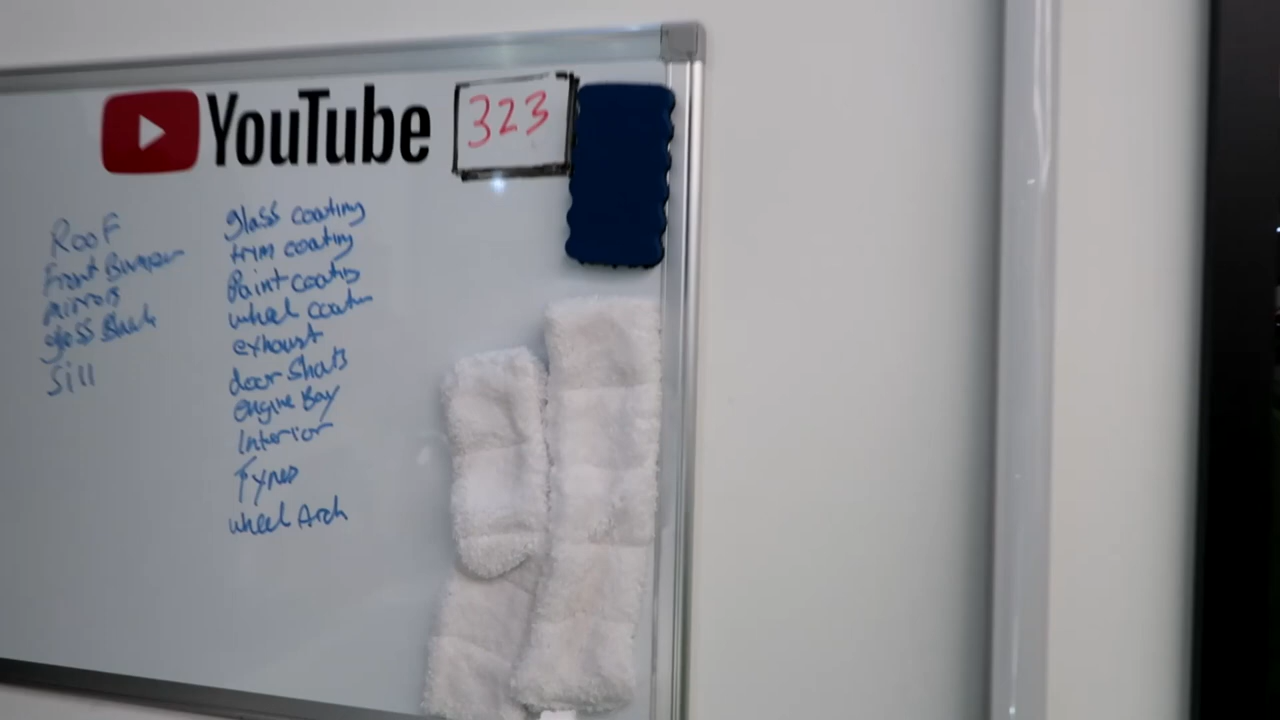 YouTube 323
Roof
Front Bumper
mirrors
glass Back
Sill
glass coating
trim coating
Paint coating
wheel coating
exhaust
door Shuts
engine Bay
Interior
Tyres
wheel Arch